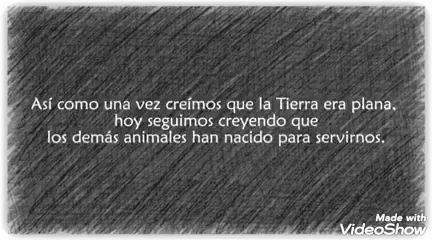 Así como una vez creímos que la Tierra era plana,
hoy seguimos creyendo que
los demás animales han nacido para servirnos.
Made with
VideoShow